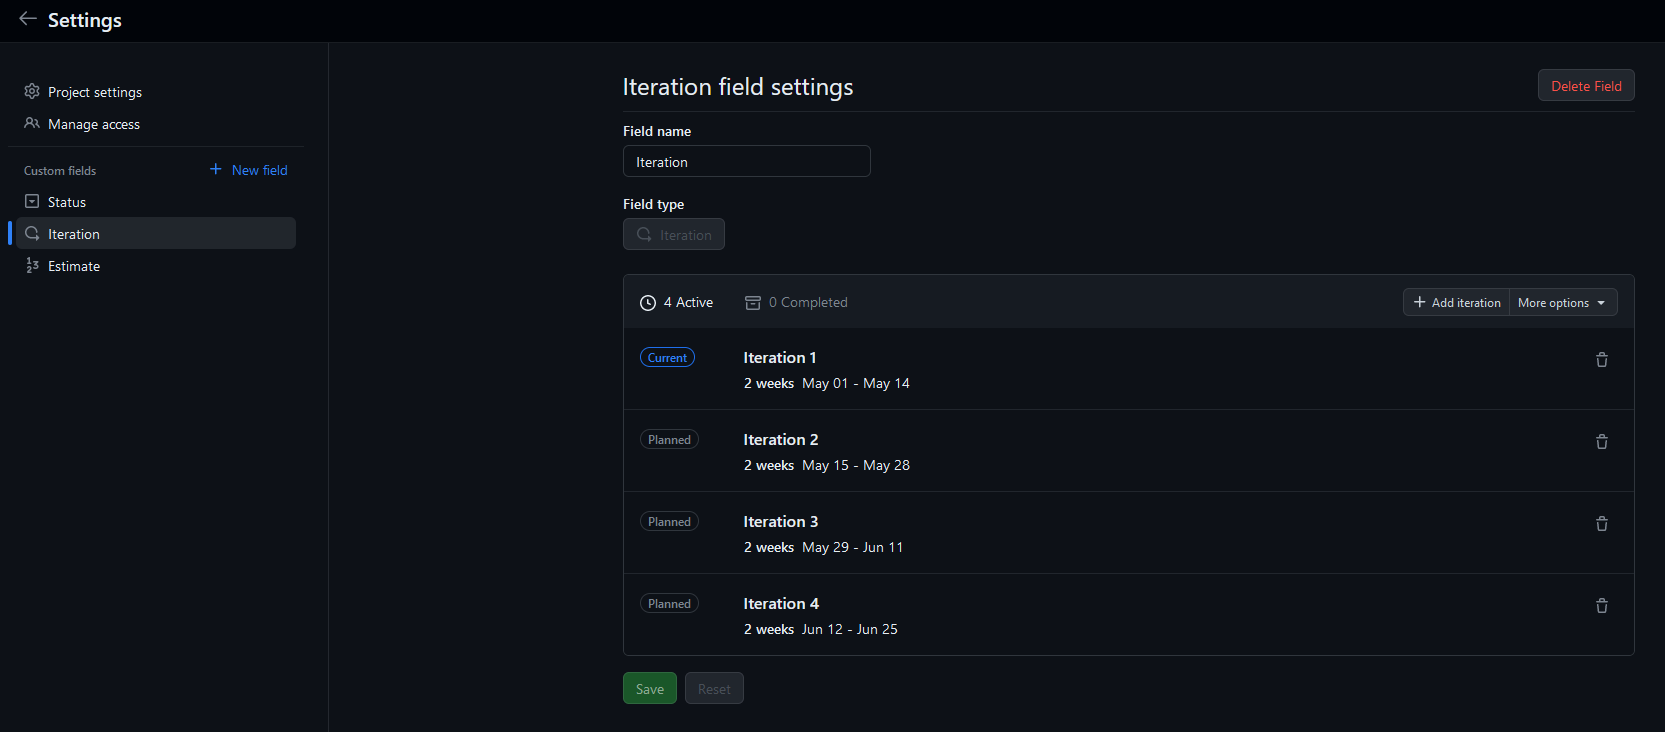 Settings
Project settings
Manage access
Custom fields
New field
Status
Iteration
Estimate
Iteration field settings
Delete Field
Field name
Iteration
Field type
Iteration
4 Active
0 Completed
Add iteration
More options
Current
Iteration 1
2 weeks May 01 - May 14
Planned
Iteration 2
2 weeks May 15 - May 28
Planned
Iteration 3
2 weeks May 29 - Jun 11
Planned
Iteration 4
2 weeks Jun 12 - Jun 25
Save
Reset